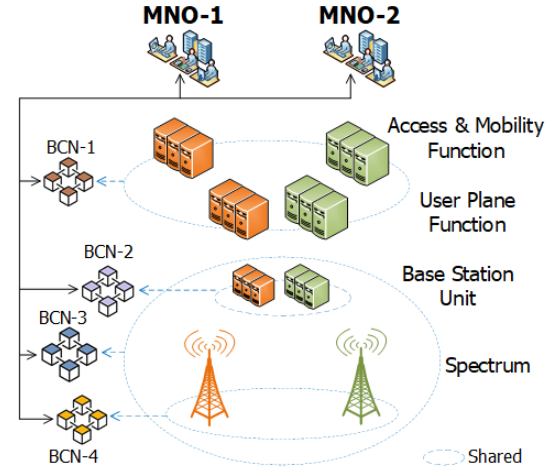 MNO-1
MNO-2
Access & Mobility
Function
BCN-1
User Plane
Function
BCN-2
Base Station
Unit
BCN-3
Spectrum
BCN-4
Shared